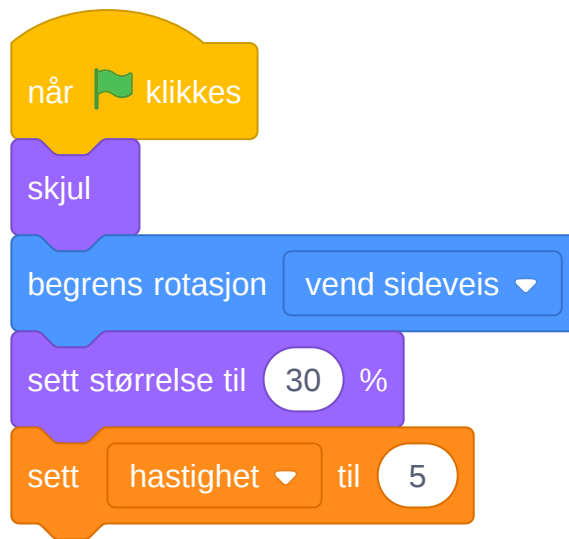 når klikkes
skjul
begrens rotasjon vend sideveis
sett størrelse til 30 %
sett hastighet til 5